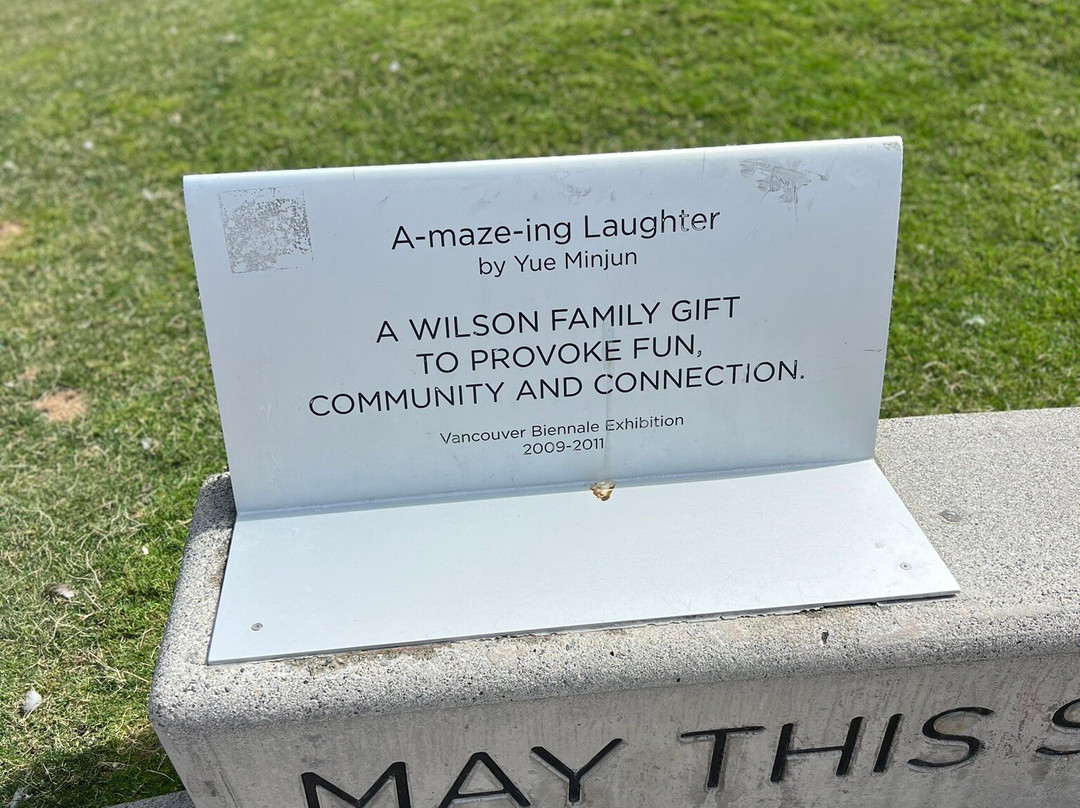 A-maze-ing Laughter
by Yue Minjun
A WILSON FAMILY GIFT
TO PROVOKE FUN,
COMMUNITY AND CONNECTION.
Vancouver Biennale Exhibition
2009-2011
MAY THIS